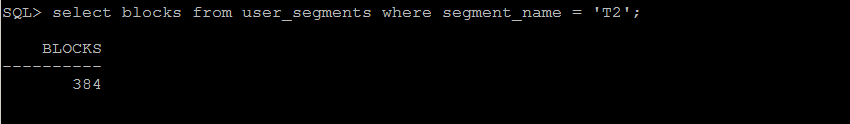 SQL> select blocks from user_segments where segment_name = 'T2';
BLOCKS
----------
384